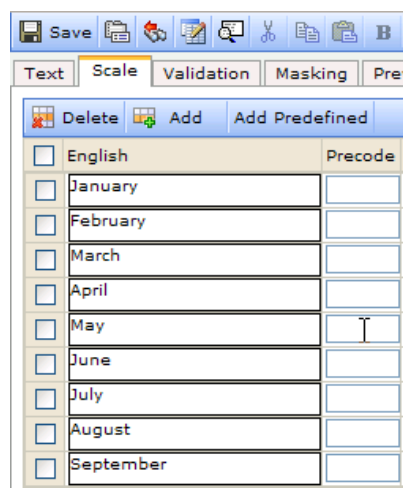 Save B
Text Scale Validation Masking Pre
Delete Add Add Predefined
English Precode
January
February
March
April
May
June
July
August
September